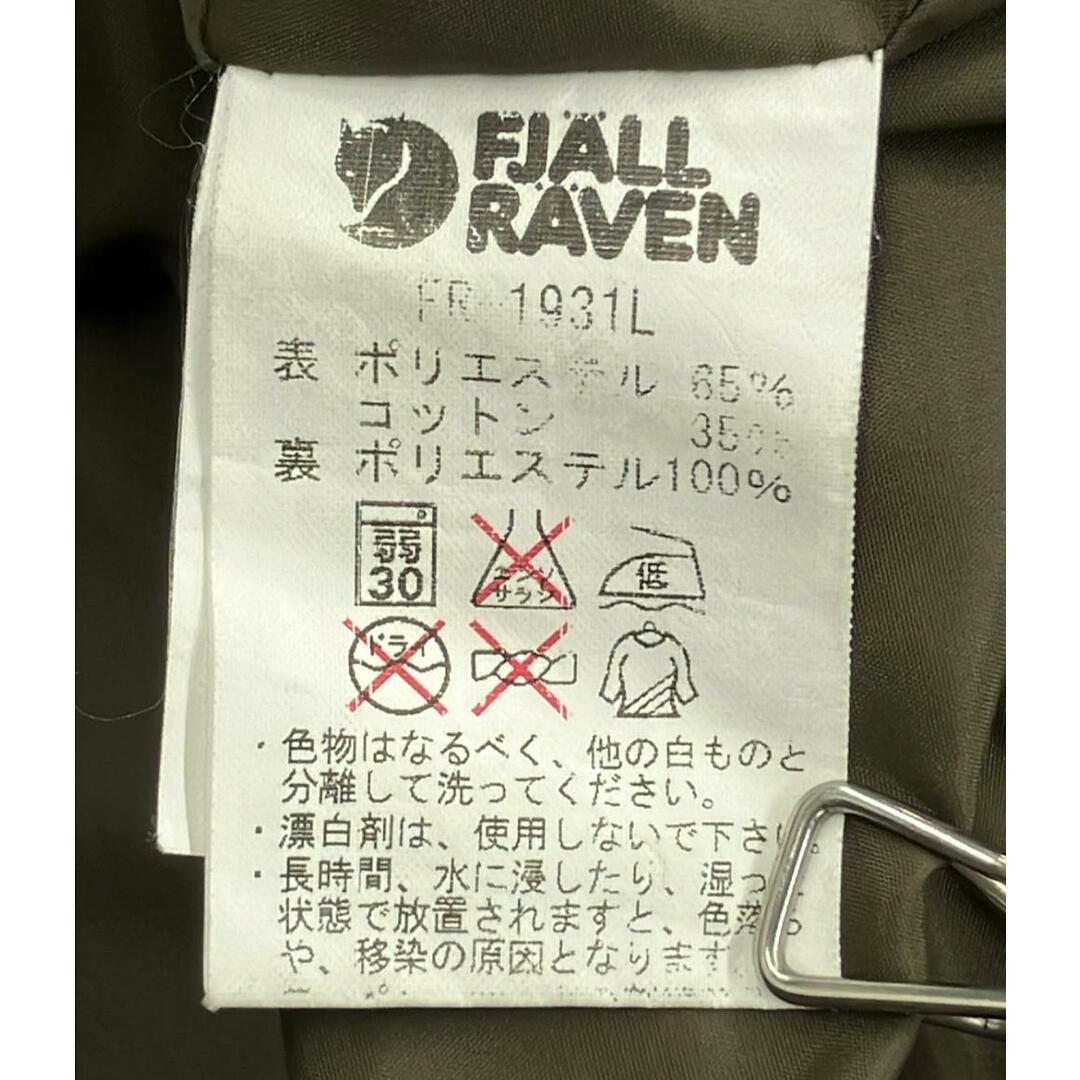 FJÄLL
RÄVEN
FR-1931L
表 ポリエステル 65%
コットン 35%
裏 ポリエステル100%
弱
30
エンソ
サラシ
低
ドライ
・色物はなるべく、他の白ものと
分離して洗ってください。
・漂白剤は、使用しないで下さい。
・長時間、水に浸したり、湿った
状態で放置されますと、色落ち
や、移染の原因となります。